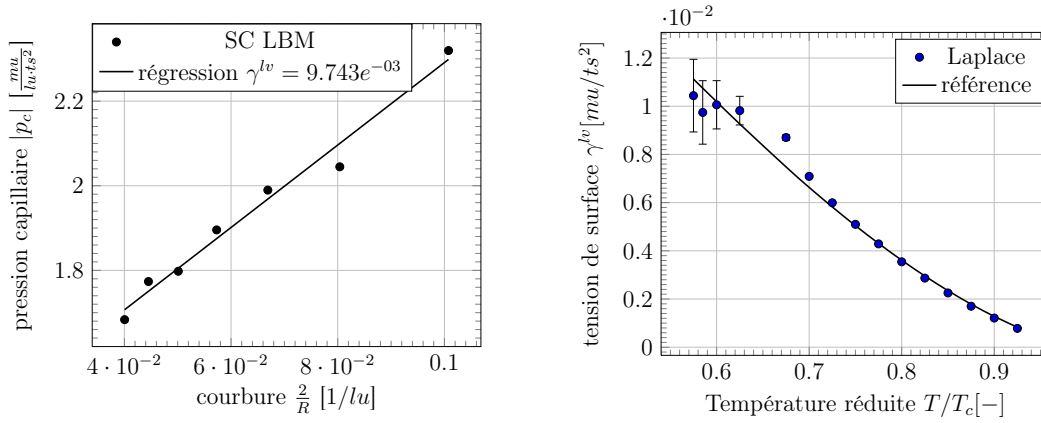 SC LBM
régression γ^{lv} = 9.743e^{−03}
pression capillaire |p_c| [mu/(lu·ts²)]
2.2
2
1.8
4 · 10^{−2}
6 · 10^{−2}
8 · 10^{−2}
0.1
courbure 2/R [1/lu]
·10^{−2}
Laplace
référence
tension de surface γ^{lv}[mu/ts²]
1.2
1
0.8
0.6
0.4
0.2
0
0.6
0.7
0.8
0.9
Température réduite T/T_c[−]